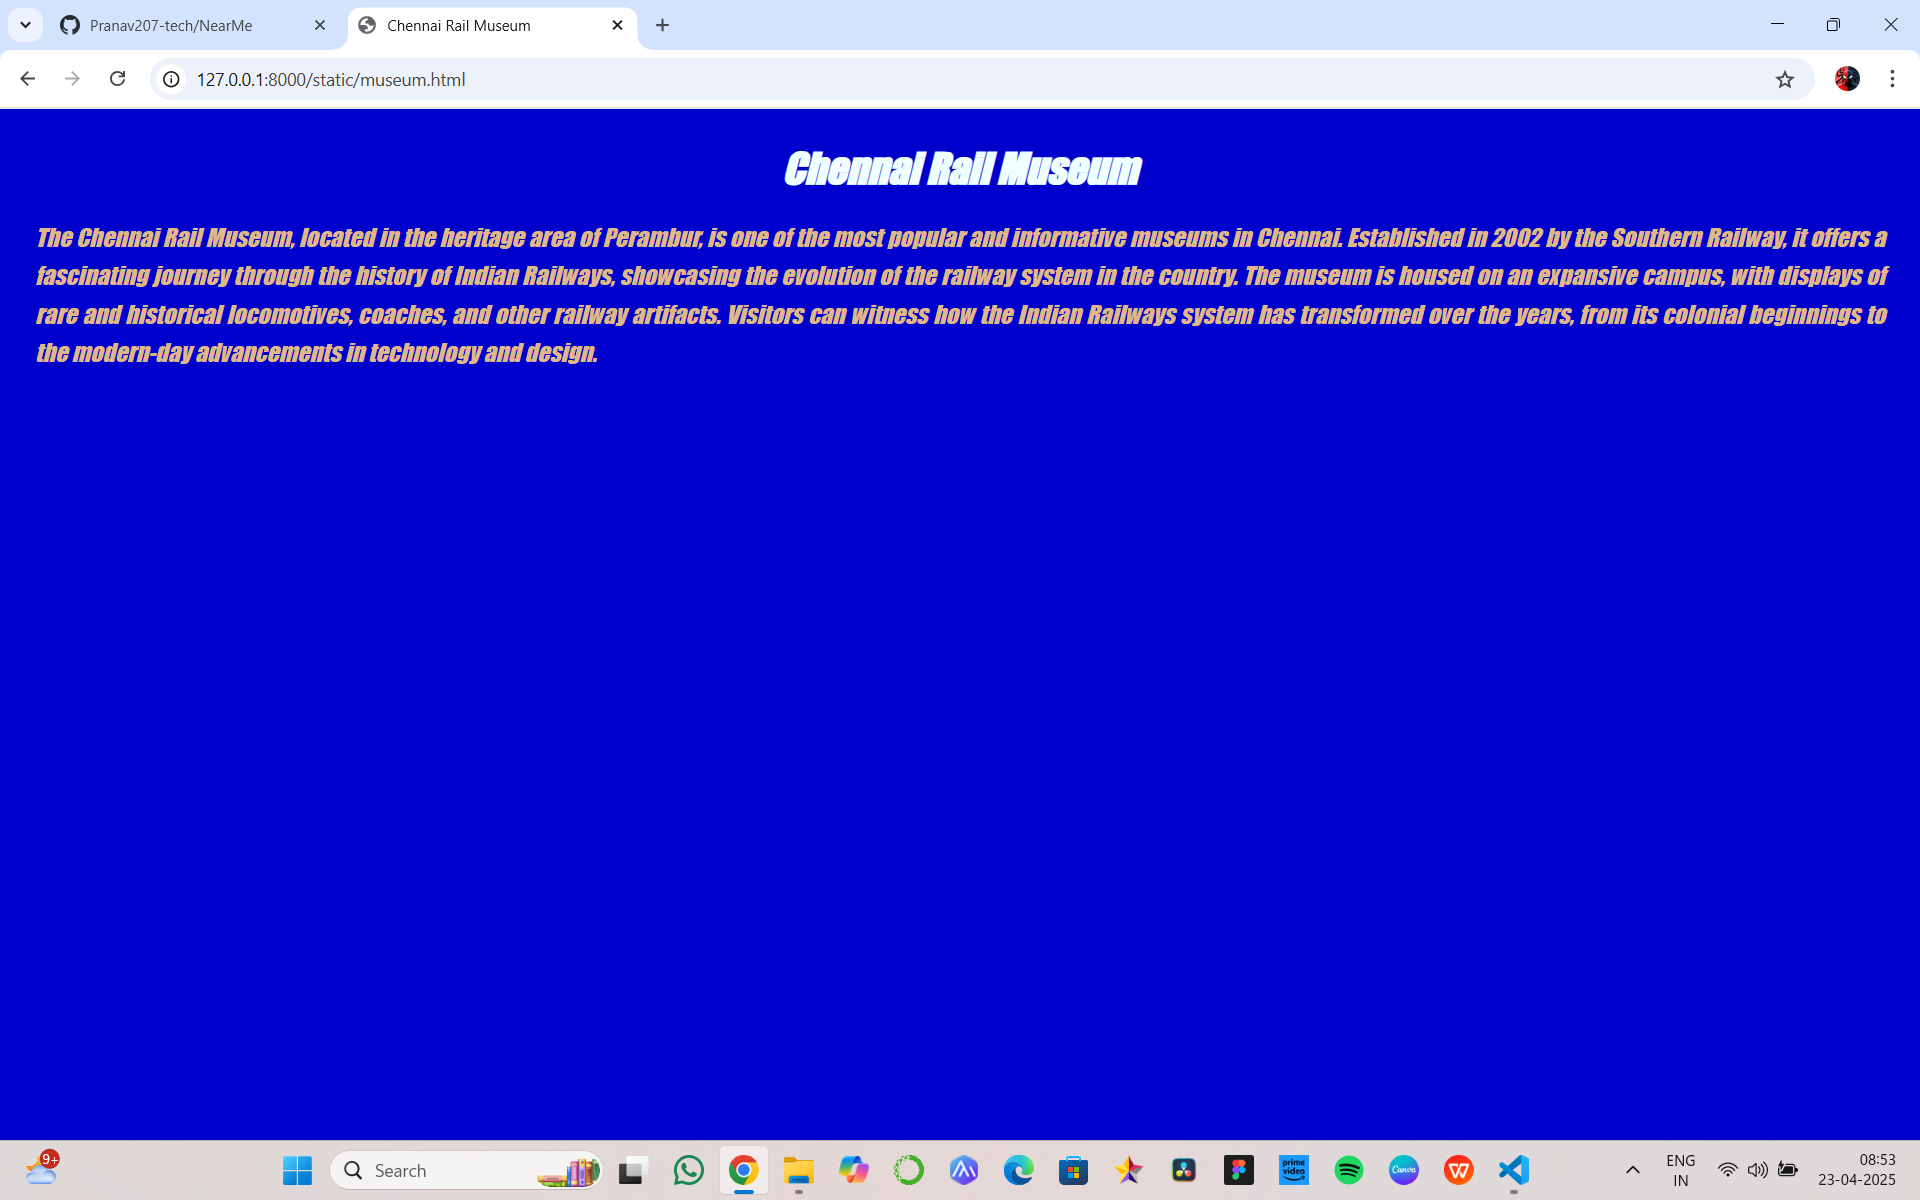 Pranav207-tech/NearMe
Chennai Rail Museum
127.0.0.1:8000/static/museum.html
Chennai Rail Museum
The Chennai Rail Museum, located in the heritage area of Perambur, is one of the most popular and informative museums in Chennai. Established in 2002 by the Southern Railway, it offers a
fascinating journey through the history of Indian Railways, showcasing the evolution of the railway system in the country. The museum is housed on an expansive campus, with displays of
rare and historical locomotives, coaches, and other railway artifacts. Visitors can witness how the Indian Railways system has transformed over the years, from its colonial beginnings to
the modern-day advancements in technology and design.
9+
Search
prime
video
Canva
W
ENG
IN
08:53
23-04-2025